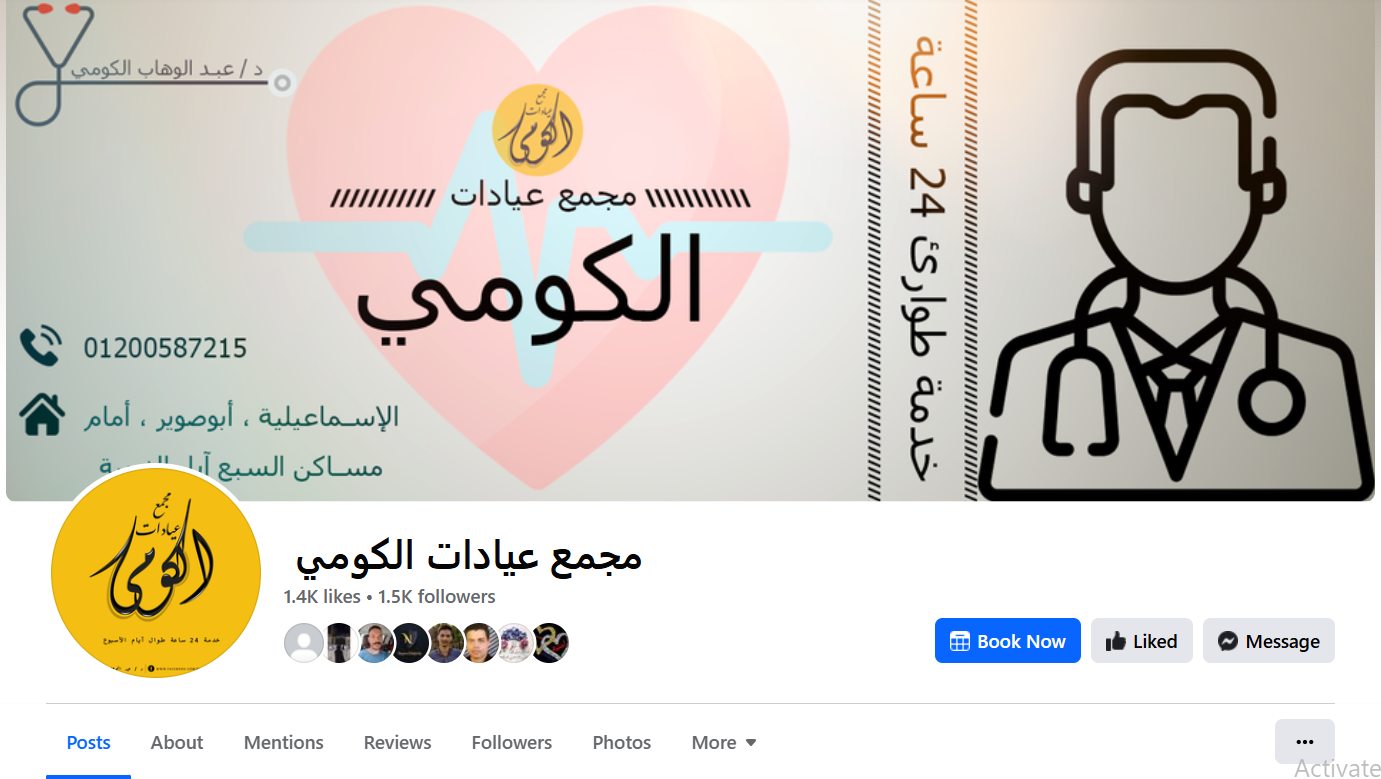 د / عبد الوهاب الكومي
مجمع
عيادات
الكومي
مجمع عيادات
الكومي
خدمة طوارئ 24 ساعة
01200587215
الإسـماعيلية ، أبوصوير ، أمام
مسـاكن السبع آبار
مجمع
عيادات
الكومي
خدمة 24 ساعة طوال أيام الأسبوع
مجمع عيادات الكومي
1.4K likes • 1.5K followers
Book Now
Liked
Message
Posts
About
Mentions
Reviews
Followers
Photos
More
Activate